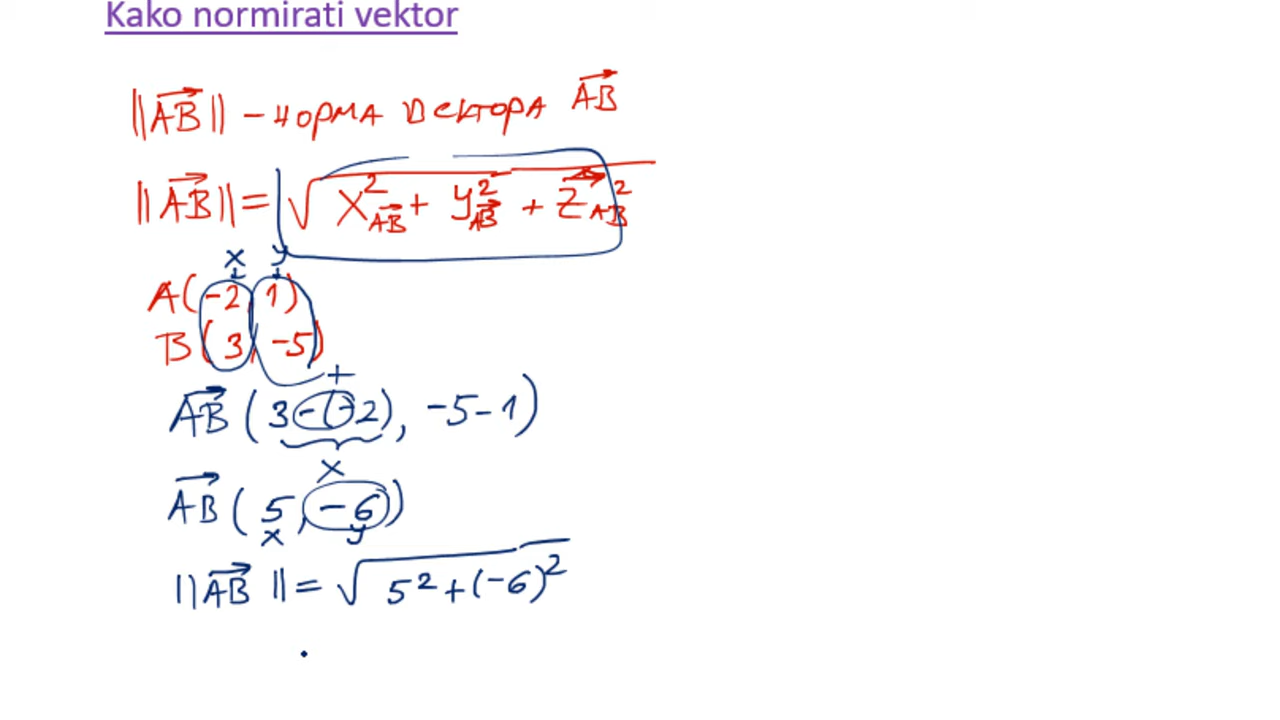 Kako normirati vektor
||AB|| - норма вектора AB
||AB|| = √(X²AB + y²AB + ZAB²)
x y
A(-2, 1)
B(3, -5)
+
AB(3-(-2), -5-1)
x
AB(5, -6)
x y
||AB|| = √(5² + (-6)²)